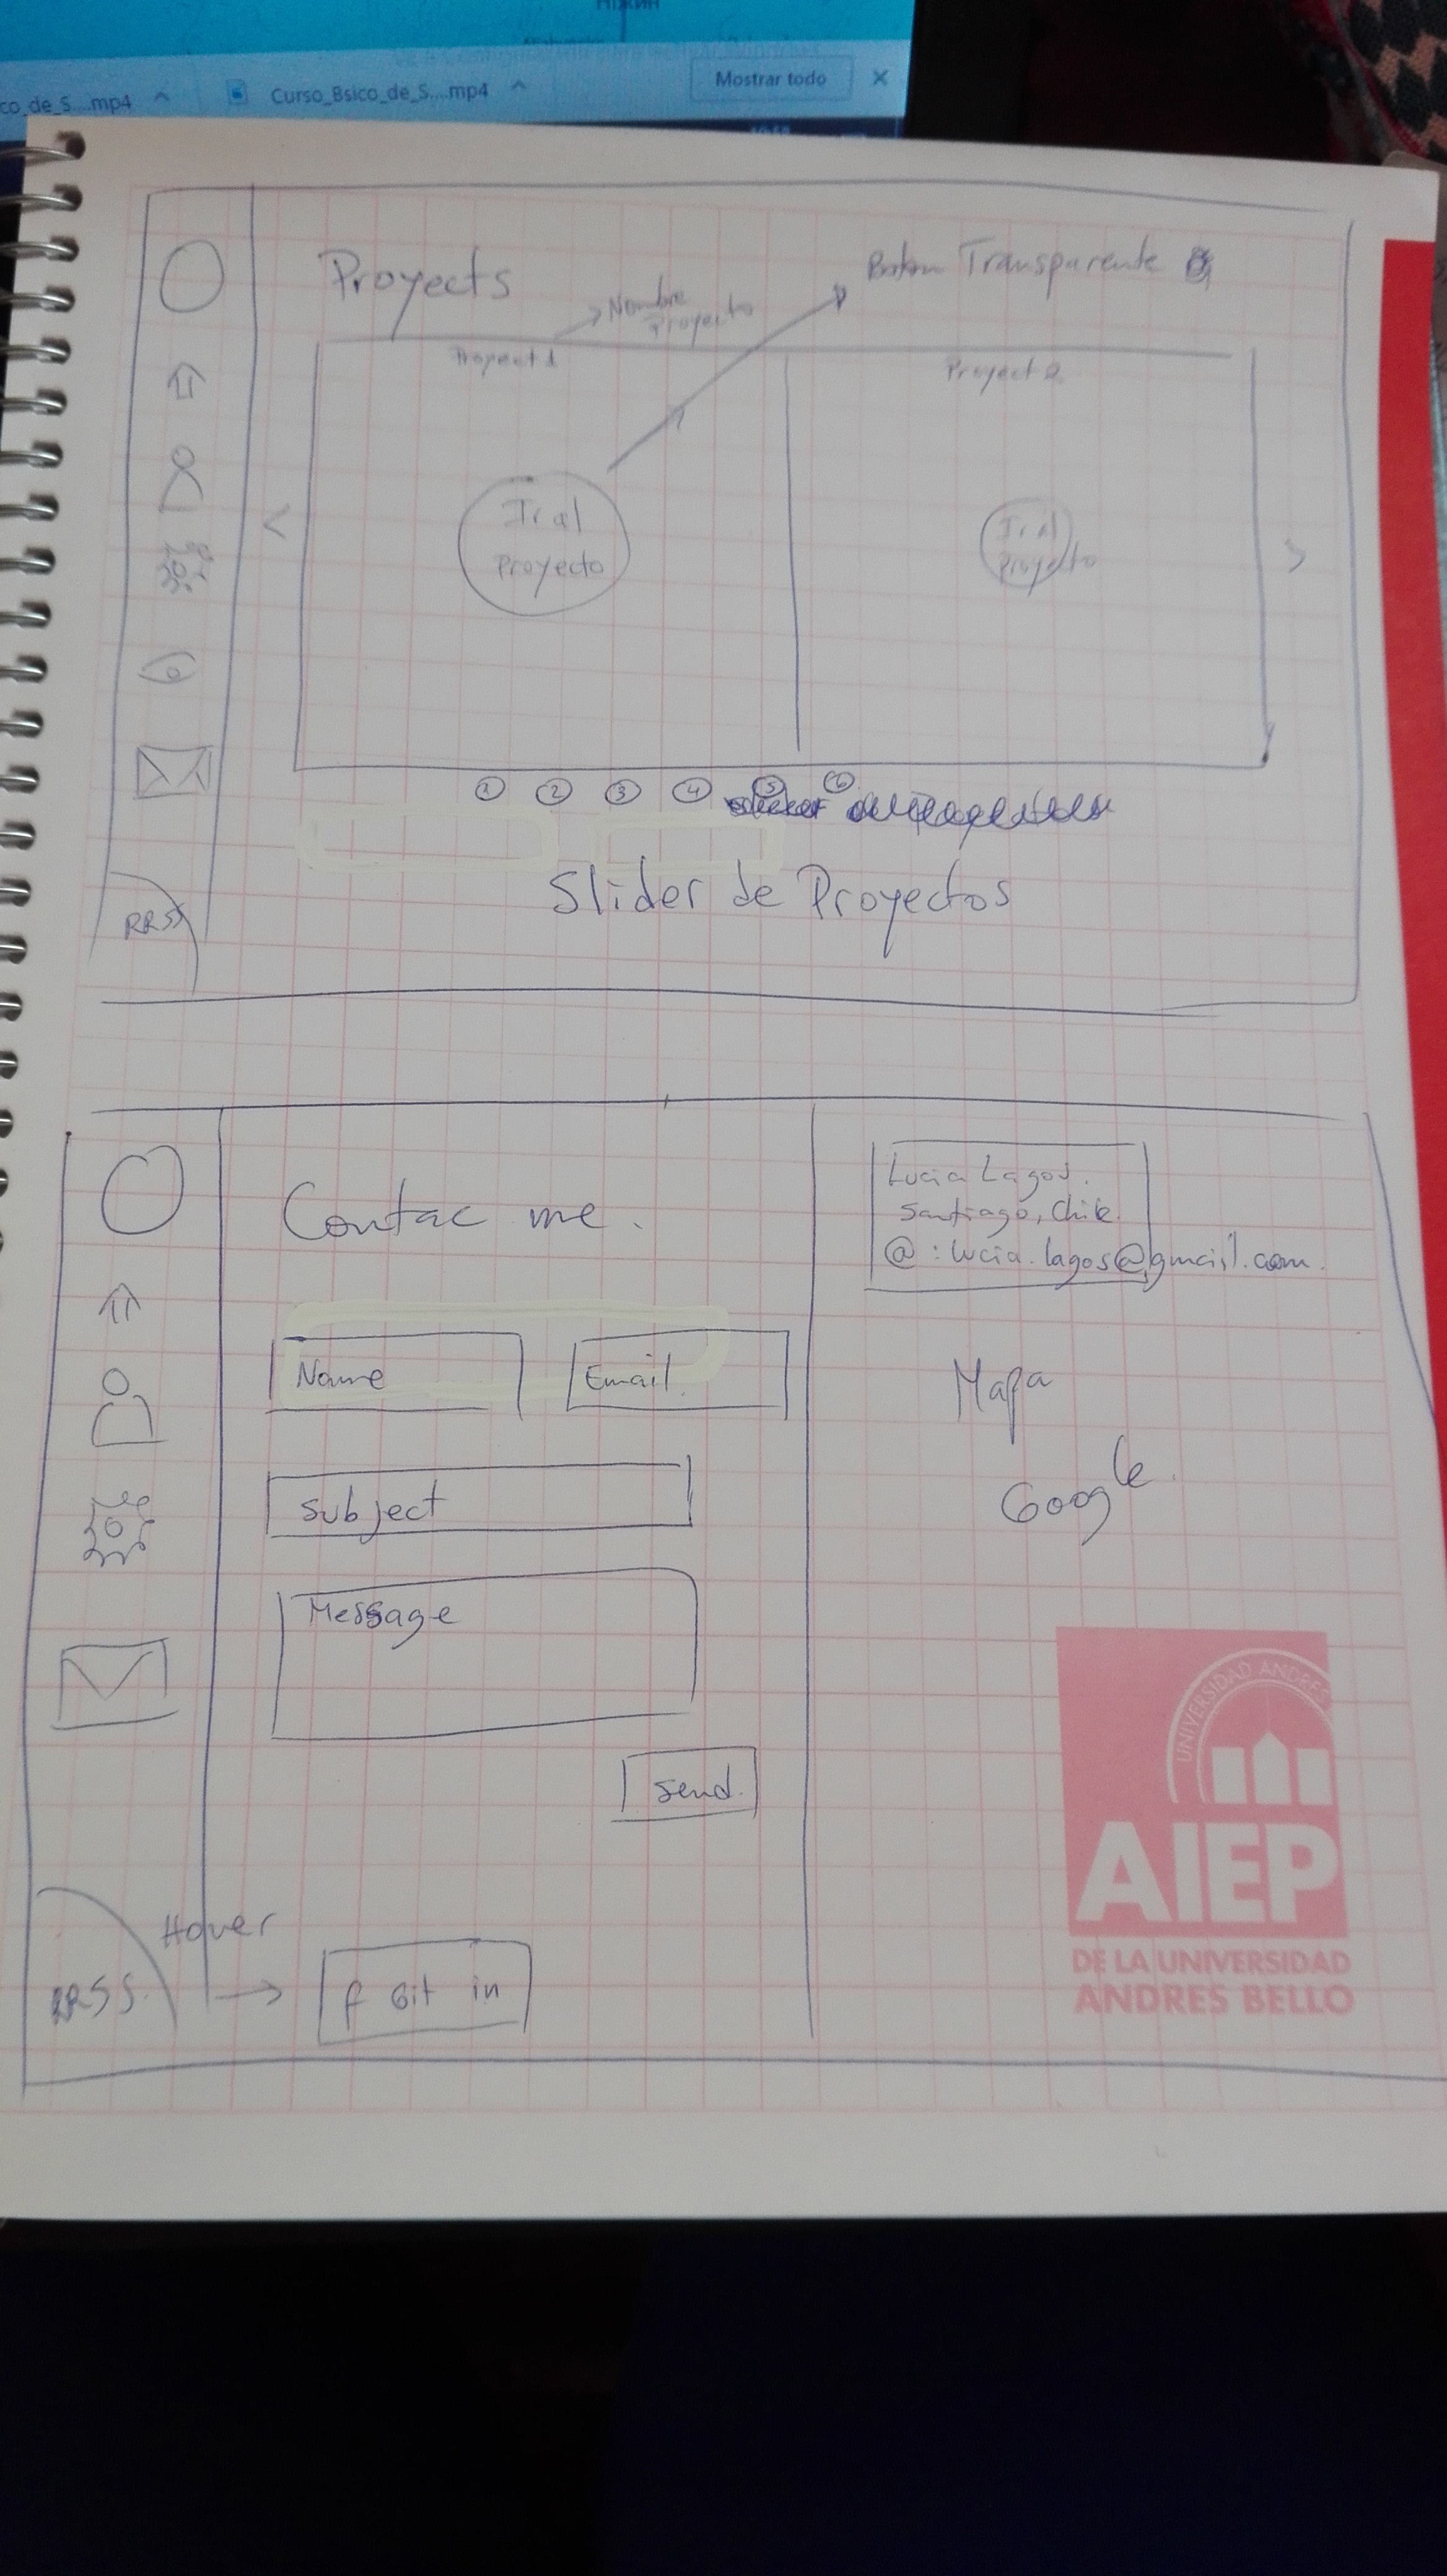 co_de_S....mp4
Curso_Bsico_de_S....mp4
Mostrar todo
Proyects
Nombre
Proyecto
Transparente
Proyect 1
Proyect 2
Ir al
Proyecto
Ir al
Proyecto
<
>
1 2 3 4 5 6
Slider de Proyectos
RRSS
Contac me.
Lucia Lagos.
Santiago, Chile.
@ : lucia.lagos@gmail.com.
Name
Email.
Subject
Message
Send.
Mapa
Google.
Hover
RRSS.
f Git in
UNIVERSIDAD ANDRES
AIEP
DE LA UNIVERSIDAD
ANDRES BELLO